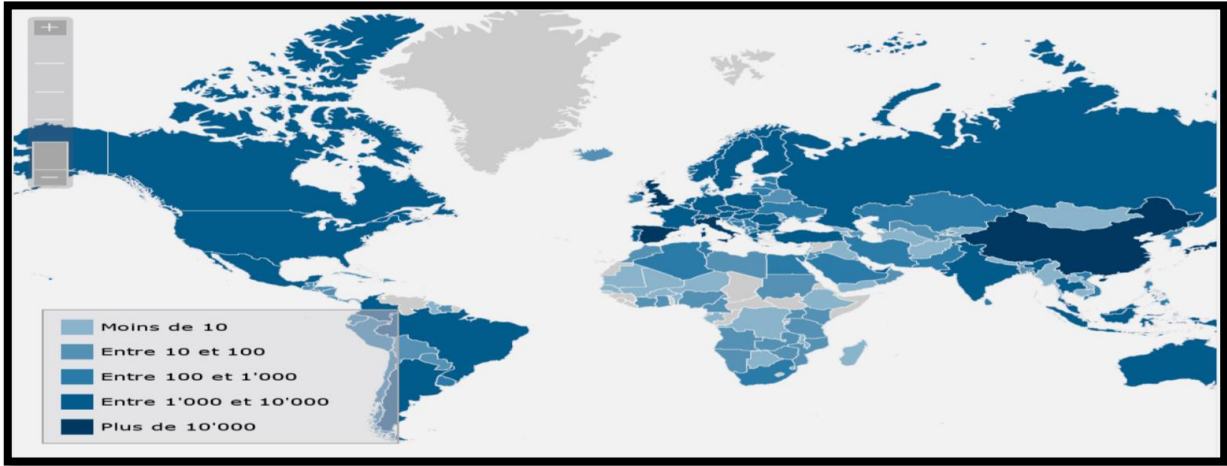 Moins de 10
Entre 10 et 100
Entre 100 et 1'000
Entre 1'000 et 10'000
Plus de 10'000